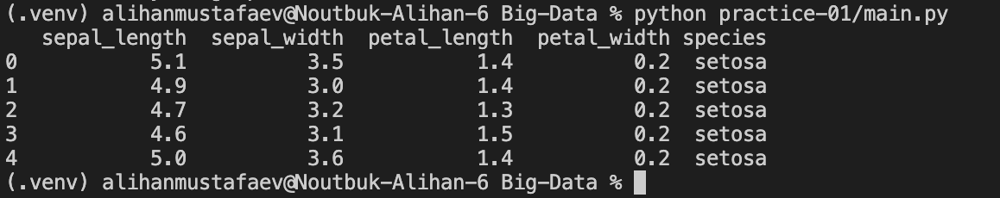 (.venv) alihanmustafaev@Noutbuk-Alihan-6 Big-Data % python practice-01/main.py
   sepal_length  sepal_width  petal_length  petal_width species
0           5.1          3.5           1.4          0.2  setosa
1           4.9          3.0           1.4          0.2  setosa
2           4.7          3.2           1.3          0.2  setosa
3           4.6          3.1           1.5          0.2  setosa
4           5.0          3.6           1.4          0.2  setosa
(.venv) alihanmustafaev@Noutbuk-Alihan-6 Big-Data %